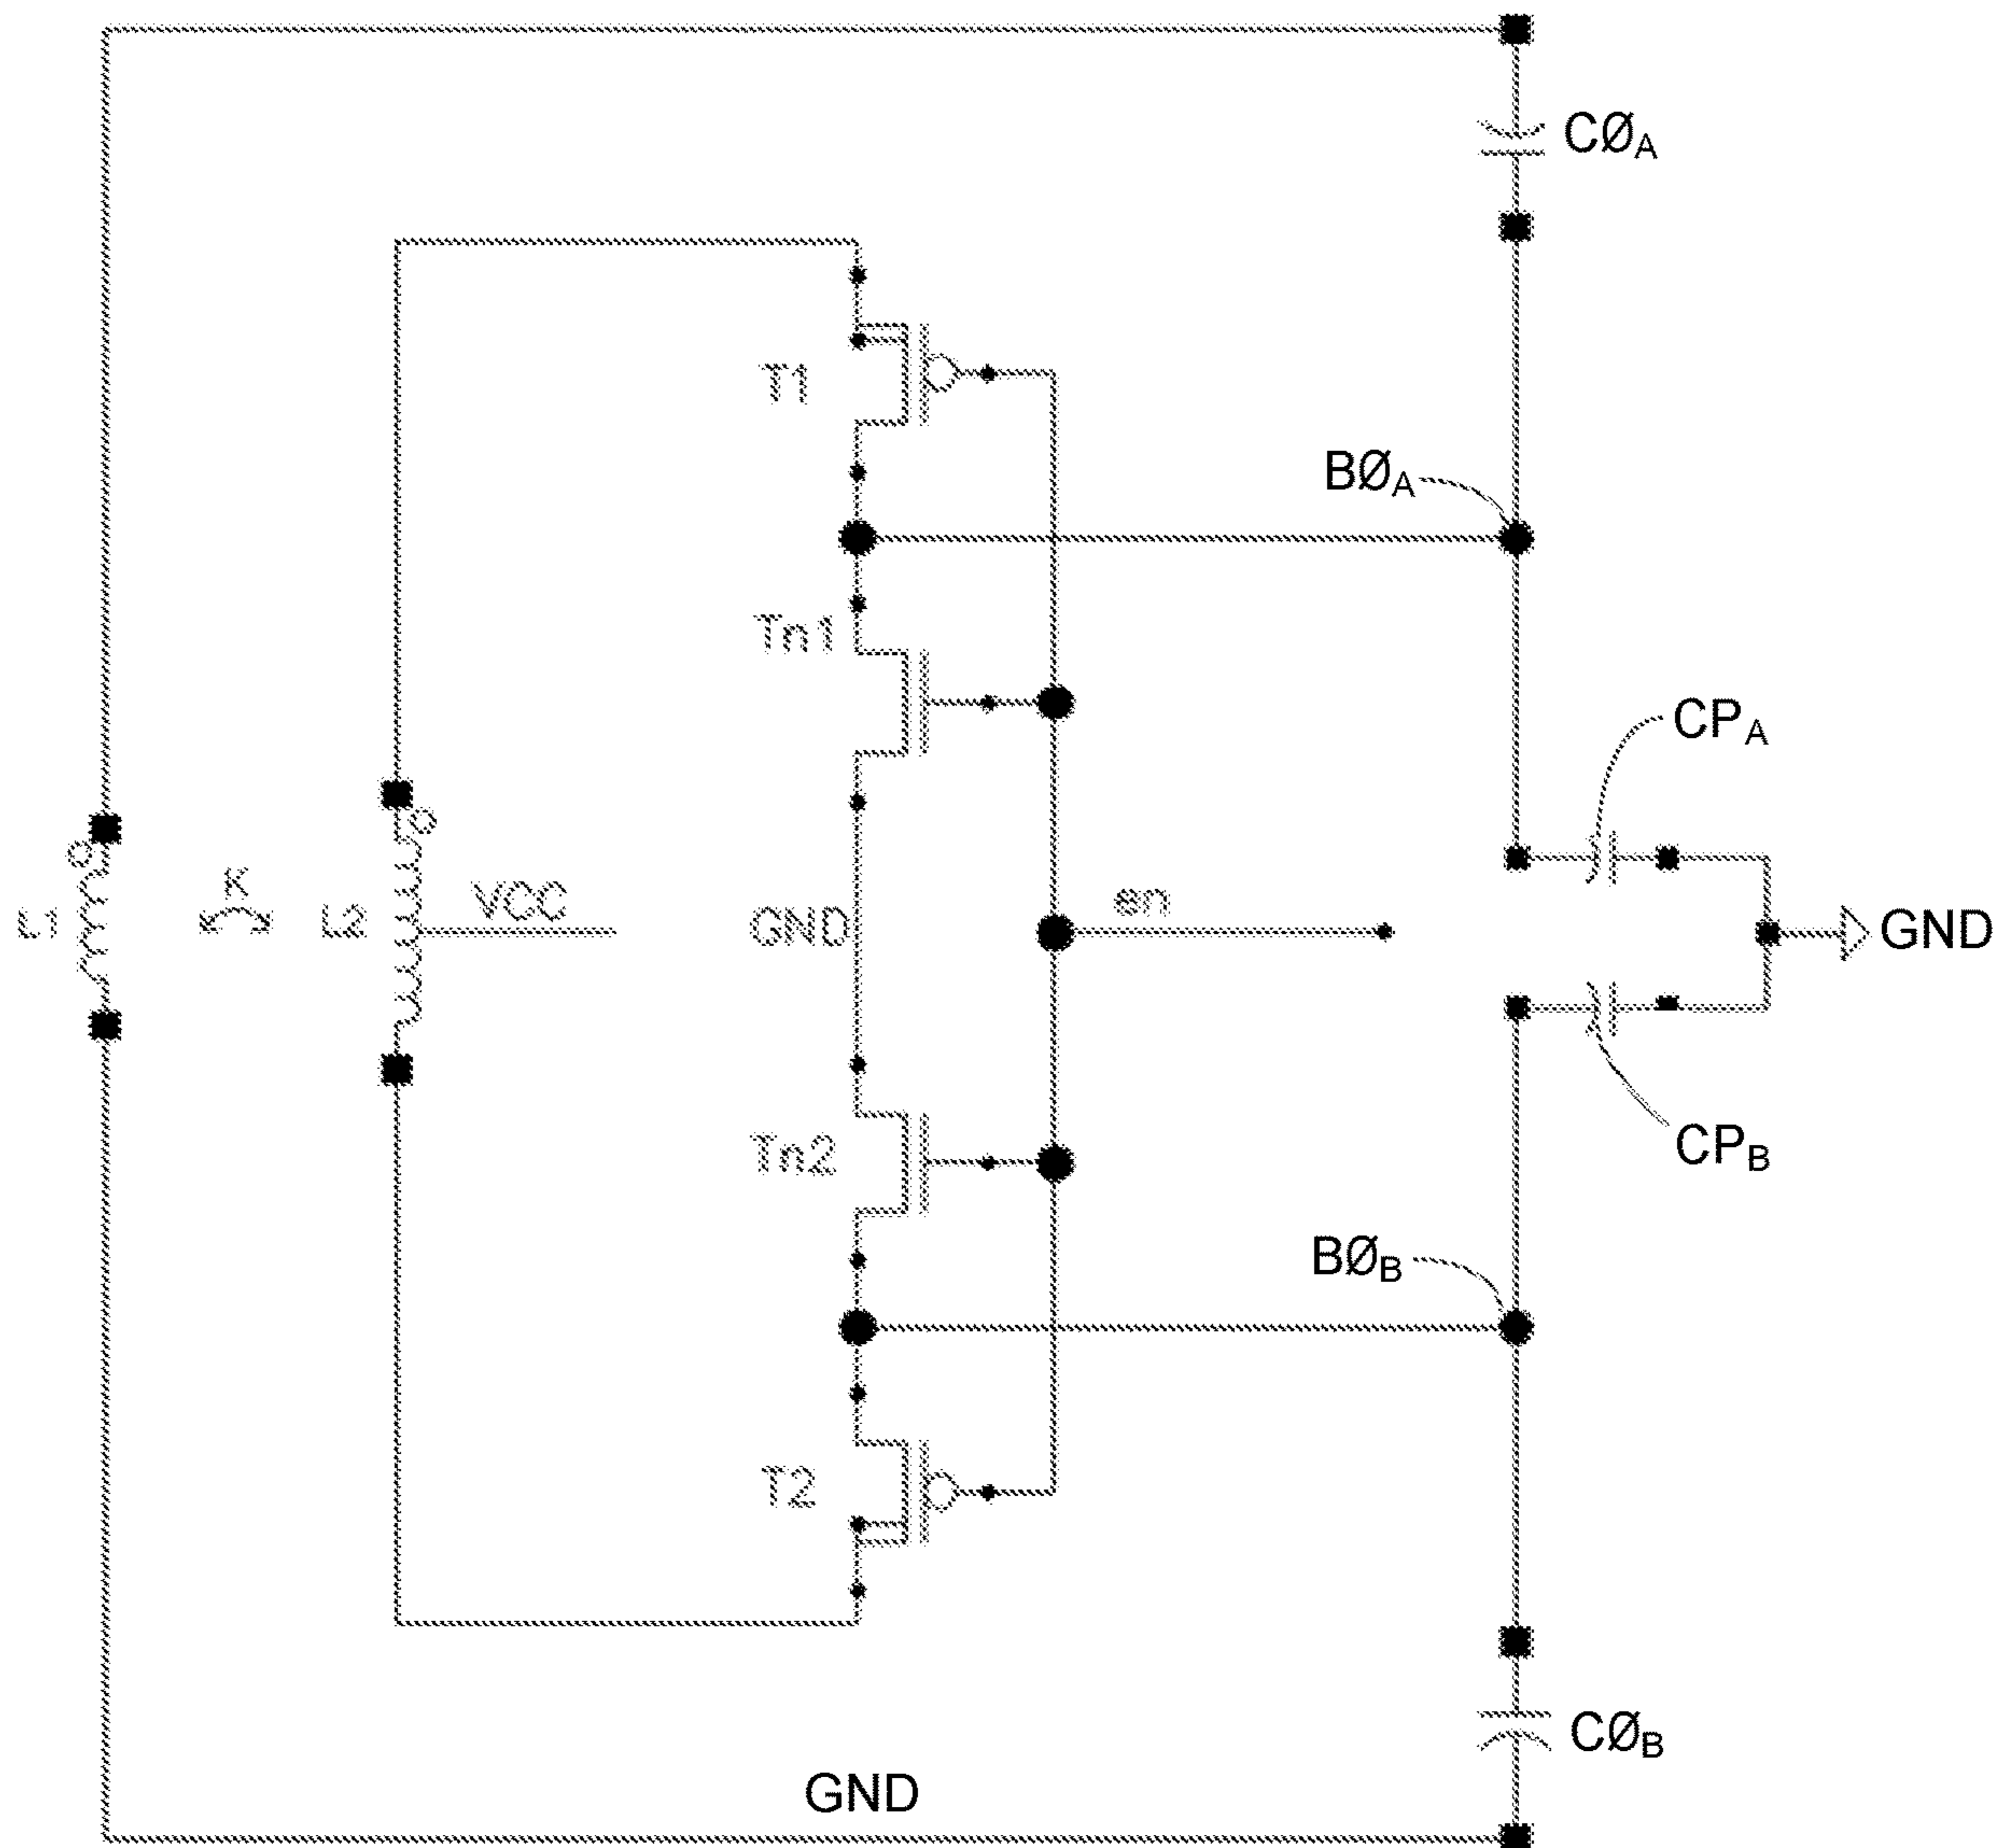 CØA
T1
BØA
Tn1
CPA
K
L1
L2
VCC
GND
en
GND
Tn2
CPB
BØB
T2
CØB
GND